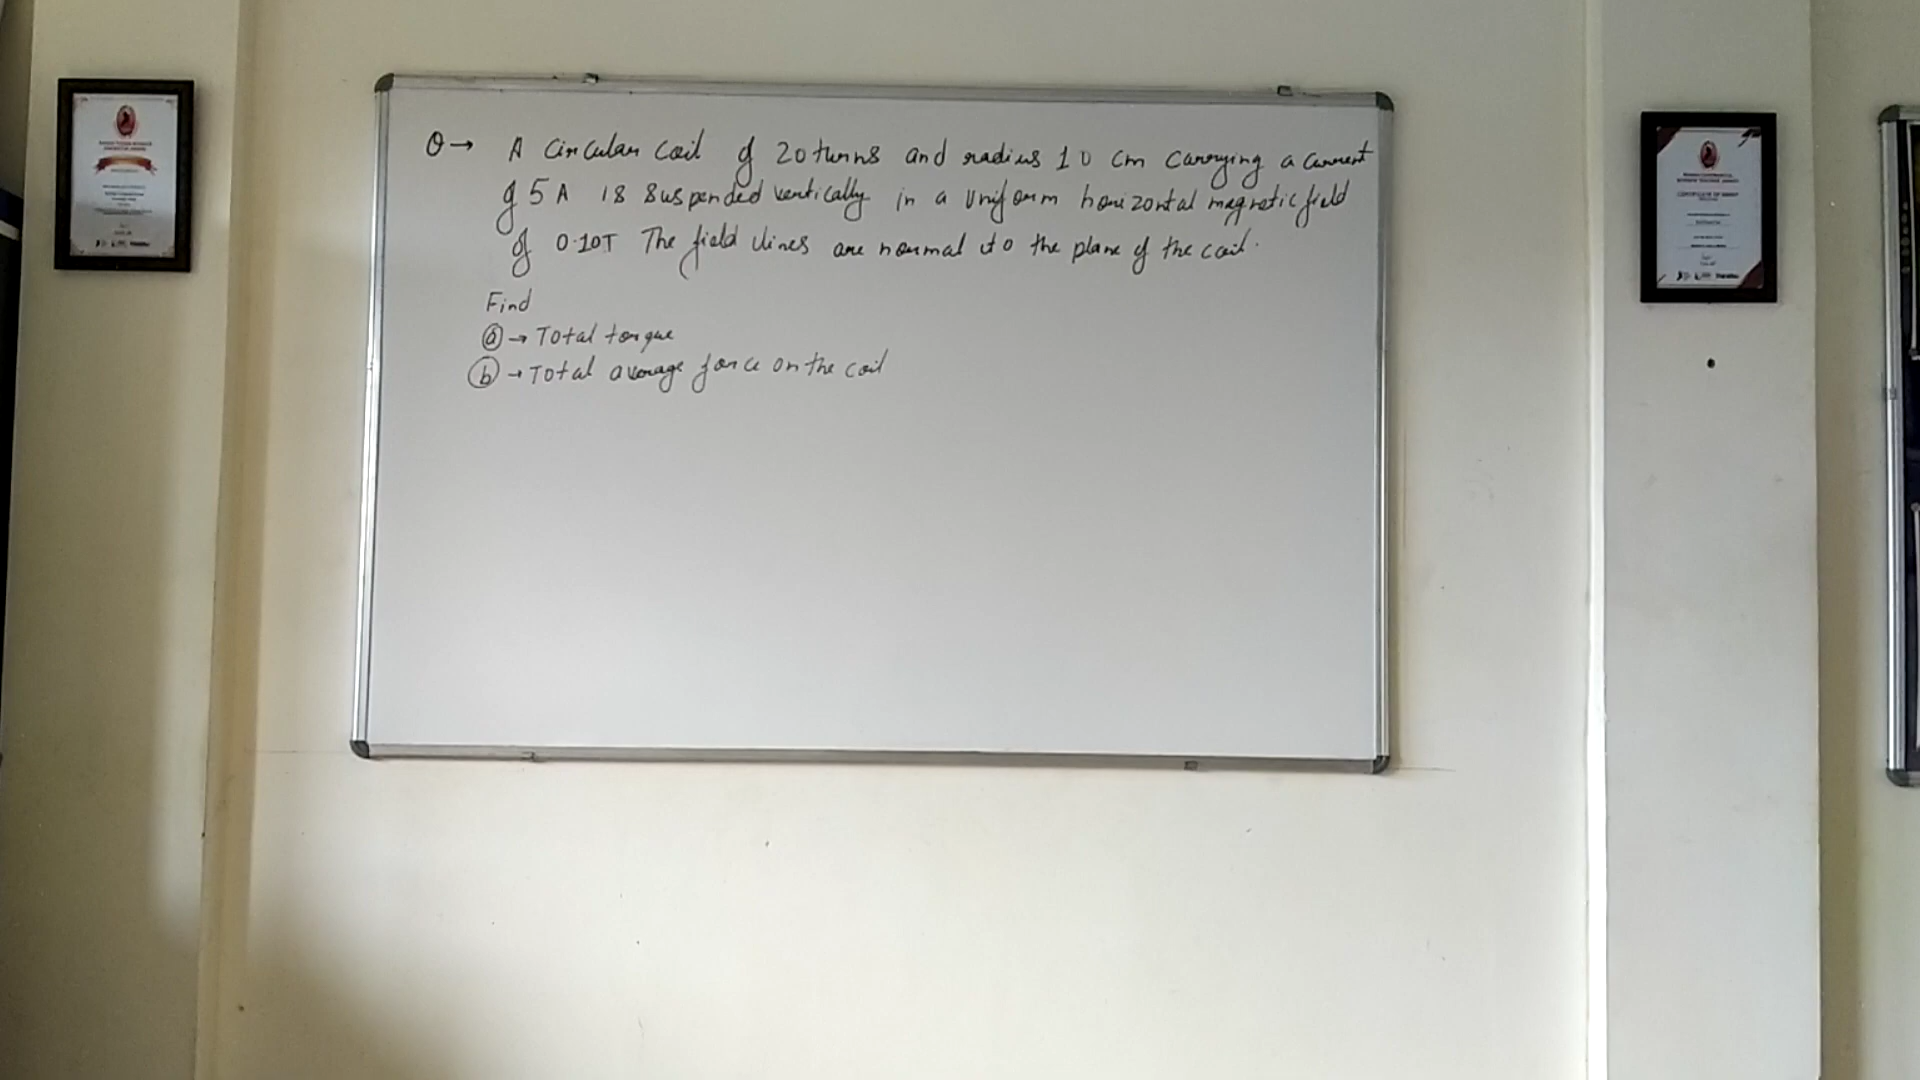 Q→ A Circular Coil of 20 turns and radius 10 cm Carrying a Current
of 5 A is suspended vertically in a uniform horizontal magnetic field
of 0.10T The field lines are normal to the plane of the coil.
Find
(a) → Total torque
(b) → Total average force on the coil